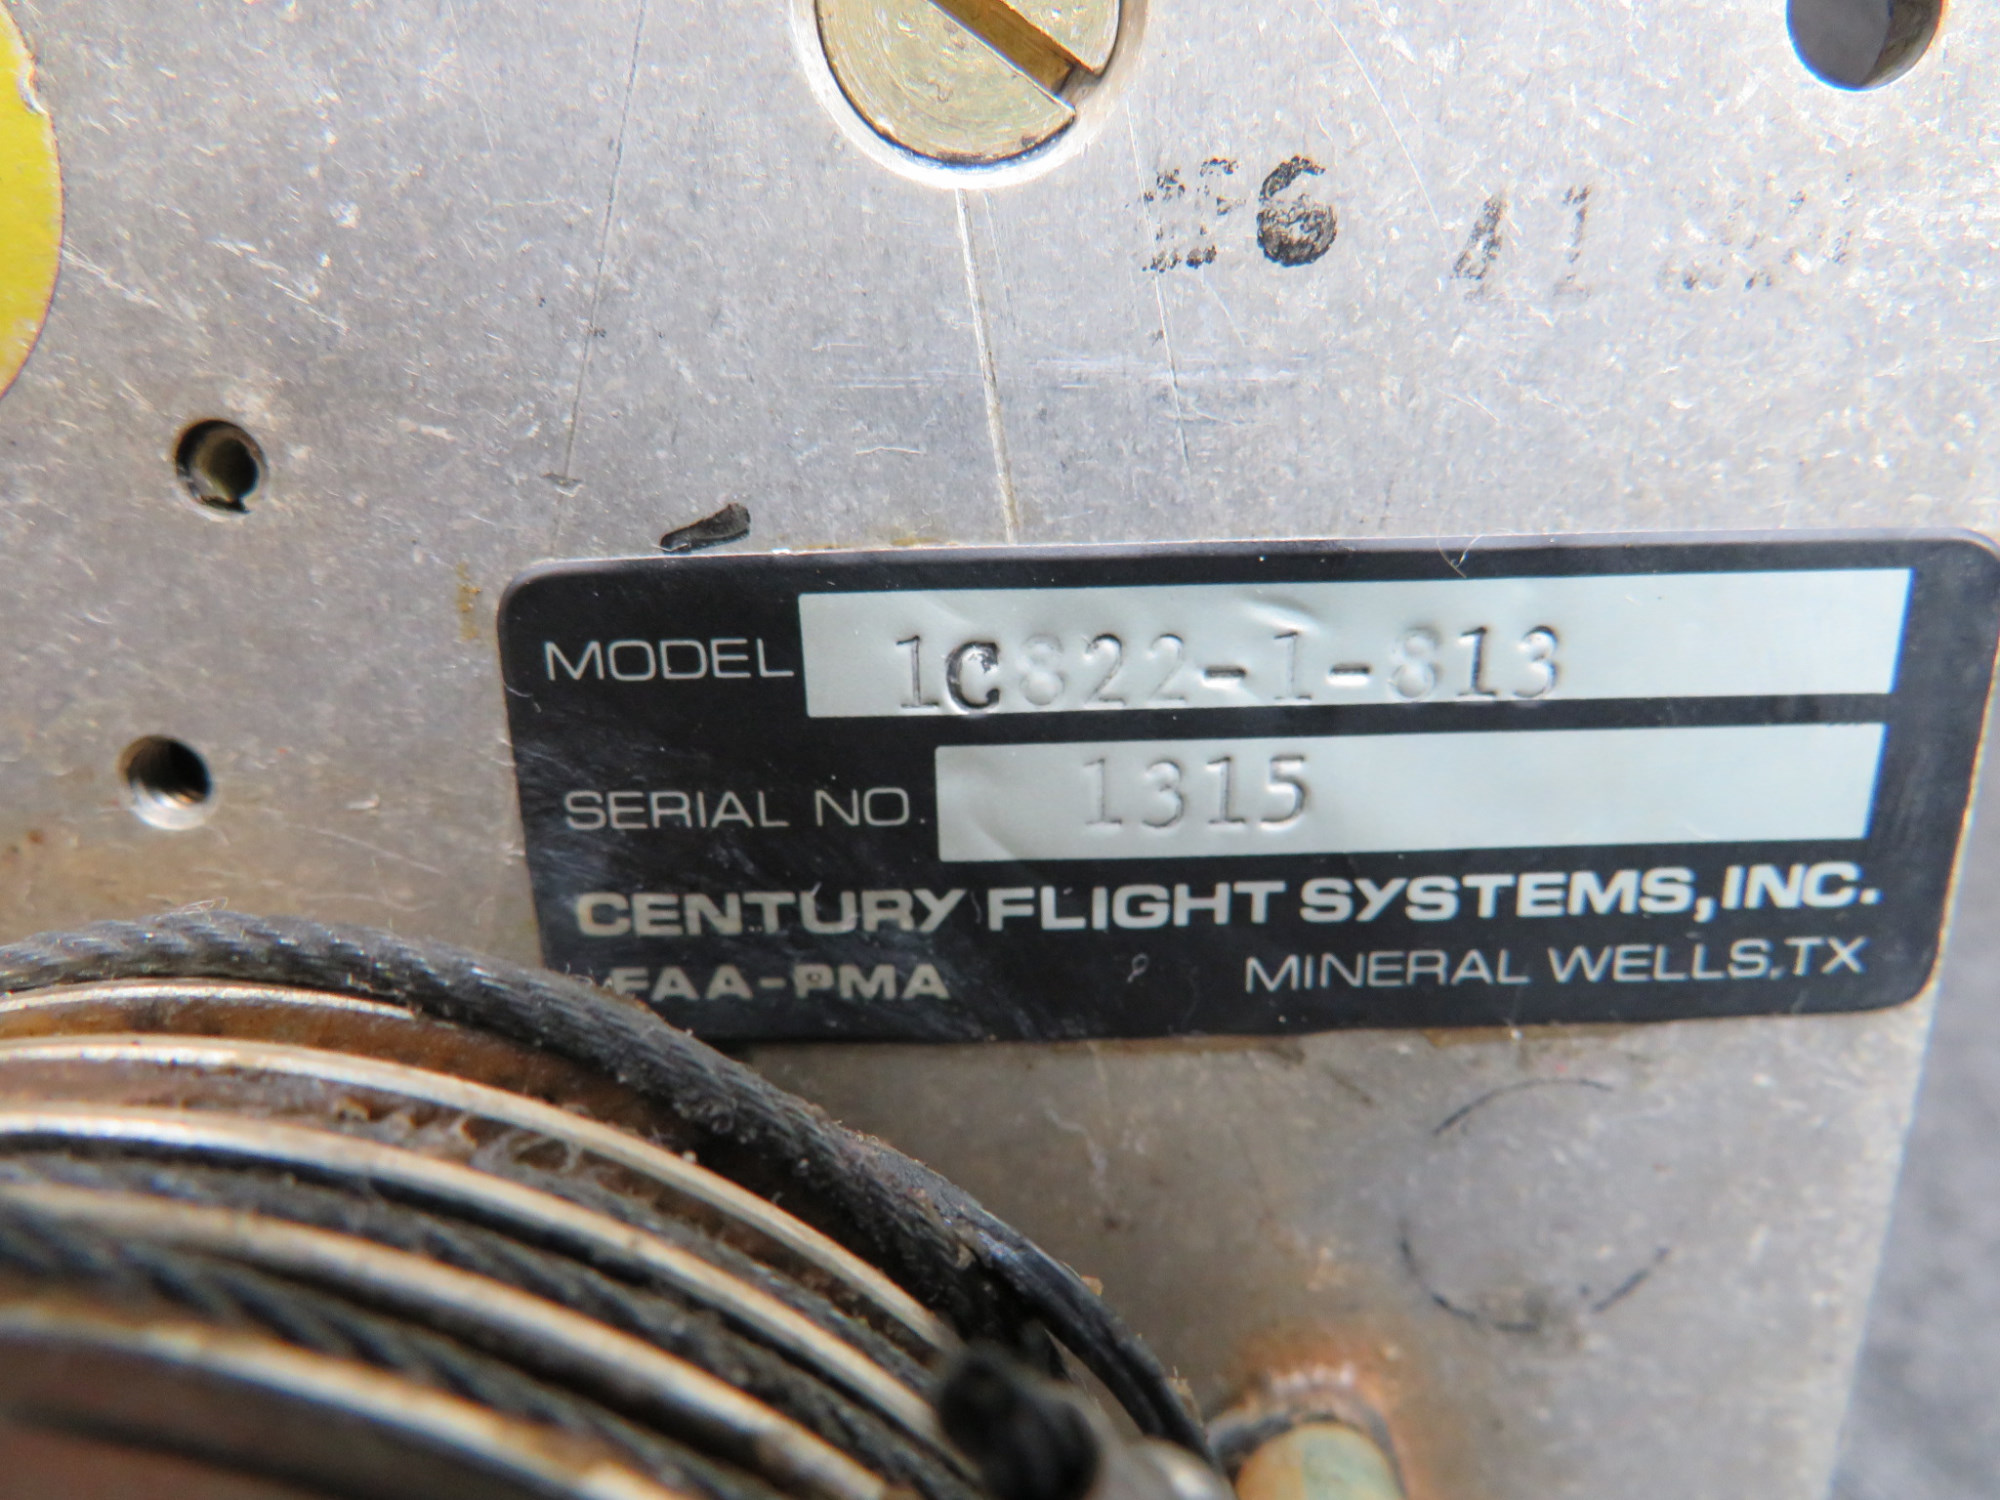 MODEL 1C822-1-813
SERIAL NO. 1315
CENTURY FLIGHT SYSTEMS, INC.
FAA-PMA MINERAL WELLS, TX